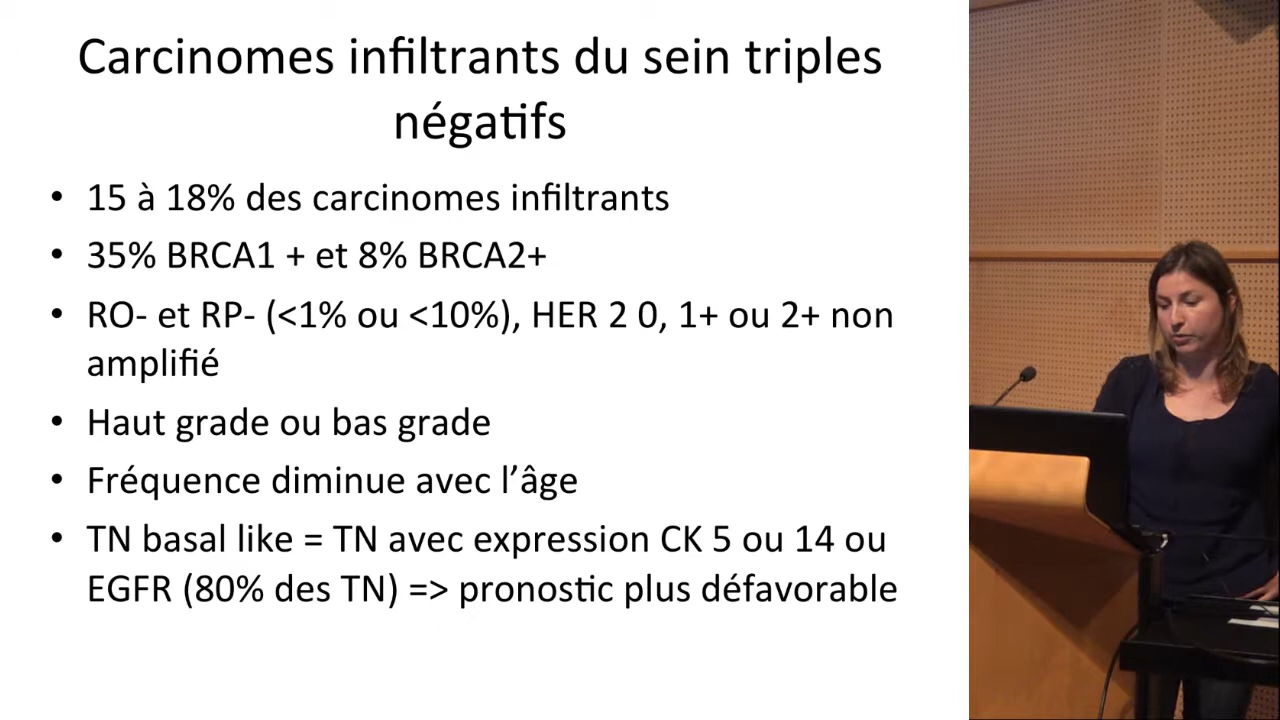 Carcinomes infiltrants du sein triples
négatifs
• 15 à 18% des carcinomes infiltrants
• 35% BRCA1 + et 8% BRCA2+
• RO- et RP- (<1% ou <10%), HER 2 0, 1+ ou 2+ non
amplifié
• Haut grade ou bas grade
• Fréquence diminue avec l’âge
• TN basal like = TN avec expression CK 5 ou 14 ou
EGFR (80% des TN) => pronostic plus défavorable